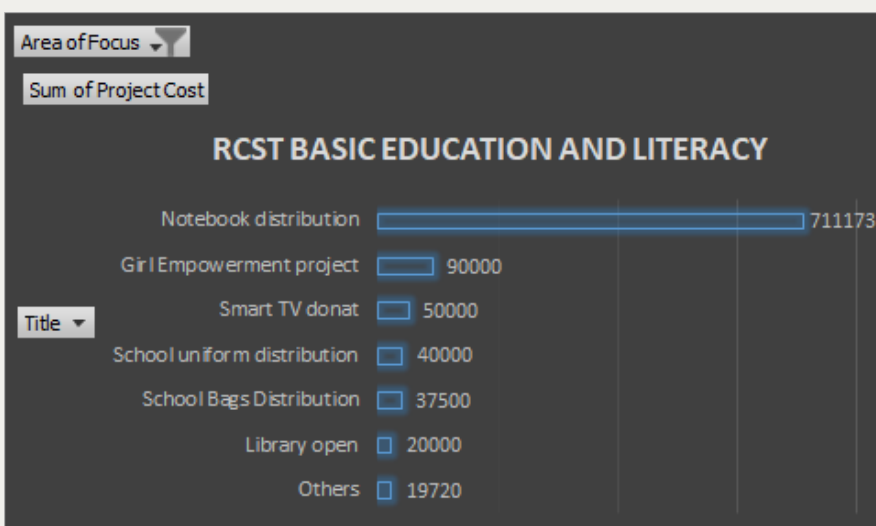 Area of Focus
Sum of Project Cost
RCST BASIC EDUCATION AND LITERACY
Notebook distribution 711173
Girl Empowerment project 90000
Smart TV donat 50000
Title
School uniform distribution 40000
School Bags Distribution 37500
Library open 20000
Others 19720